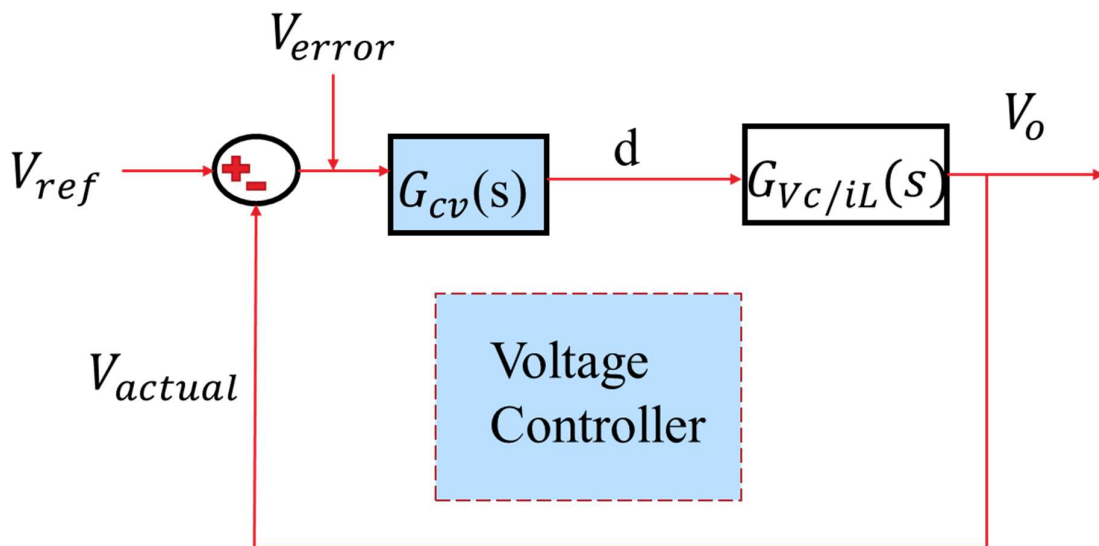 V_error
V_ref
+
-
G_cv(s)
d
G_Vc/iL(s)
V_o
V_actual
Voltage
Controller